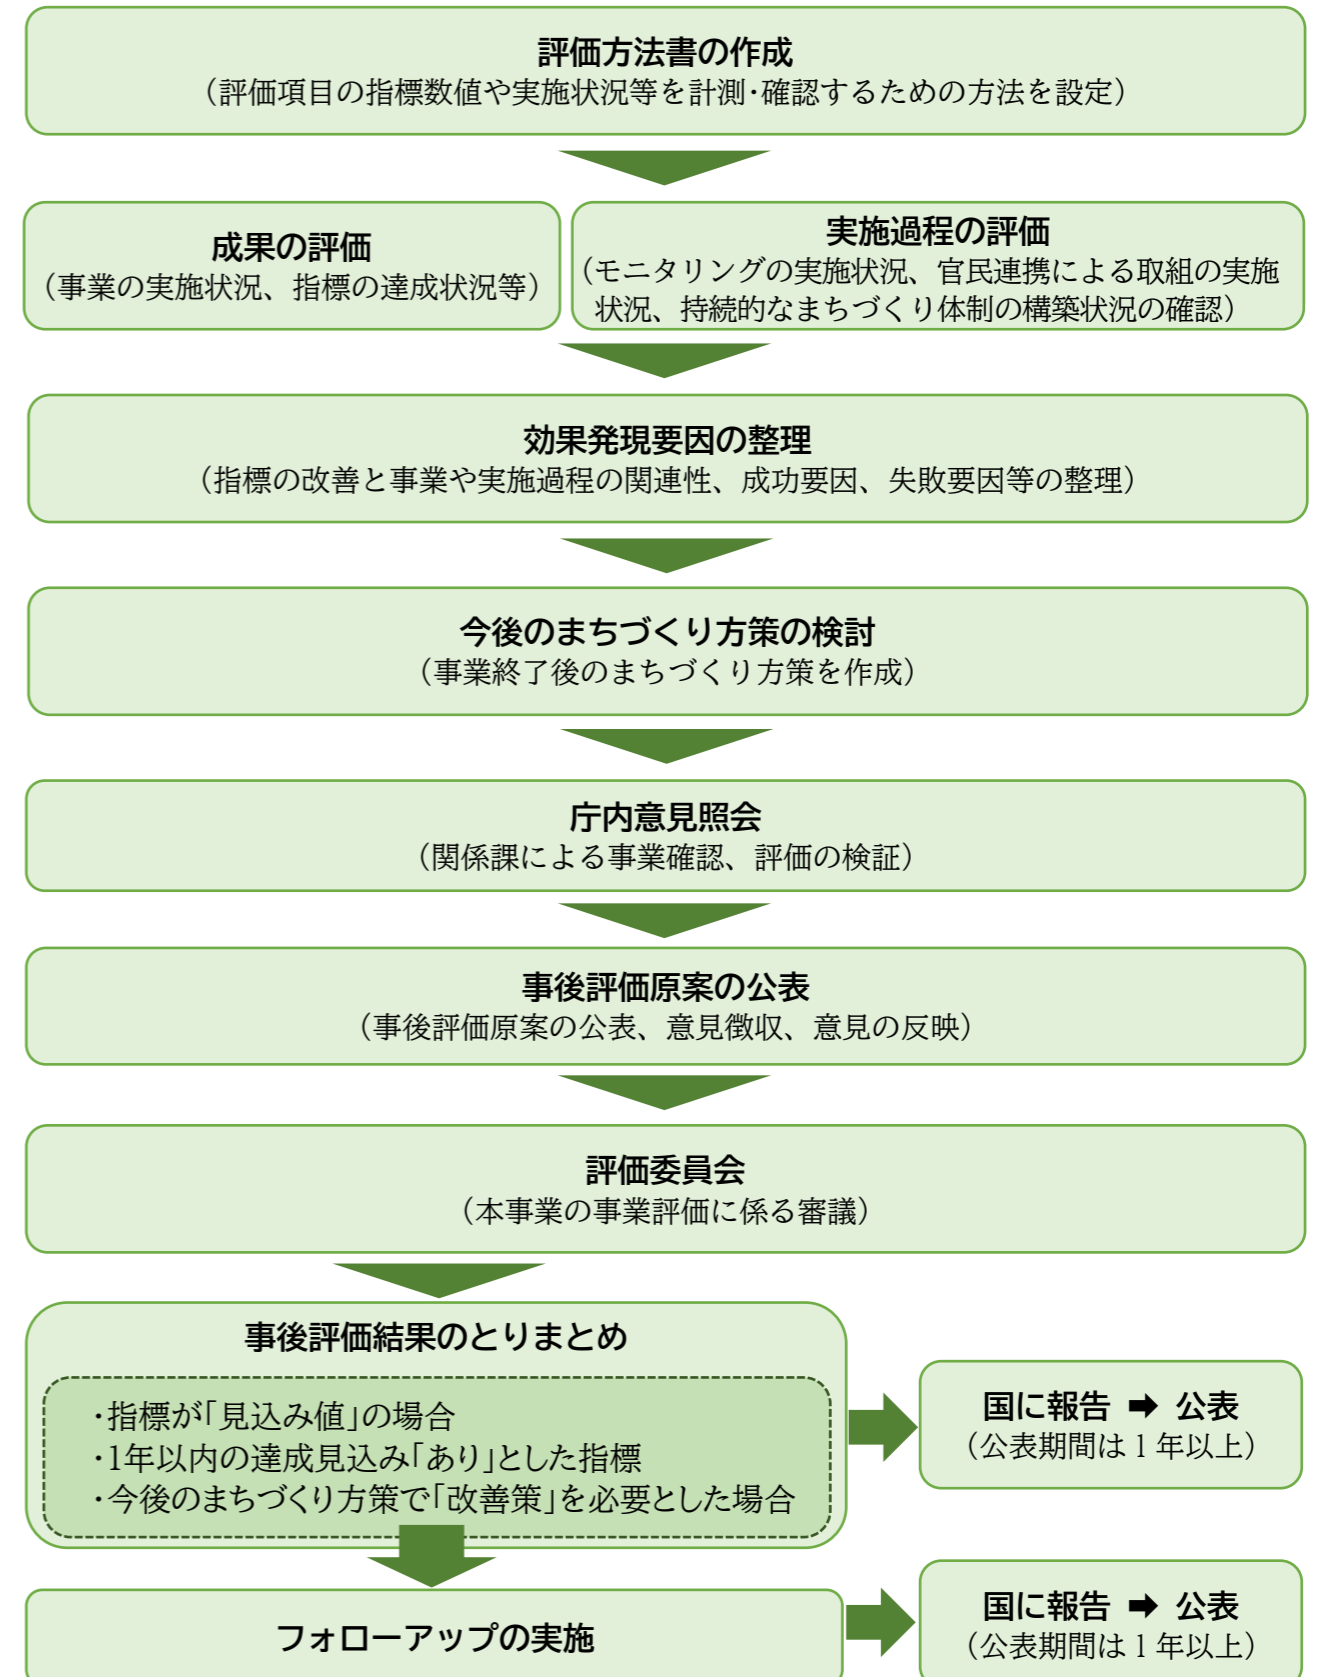 評価方法書の作成
（評価項目の指標数値や実施状況等を計測・確認するための方法を設定）
成果の評価
（事業の実施状況、指標の達成状況等）
実施過程の評価
（モニタリングの実施状況、官民連携による取組の実施
状況、持続的なまちづくり体制の構築状況の確認）
効果発現要因の整理
（指標の改善と事業や実施過程の関連性、成功要因、失敗要因等の整理）
今後のまちづくり方策の検討
（事業終了後のまちづくり方策を作成）
庁内意見照会
（関係課による事業確認、評価の検証）
事後評価原案の公表
（事後評価原案の公表、意見徴収、意見の反映）
評価委員会
（本事業の事業評価に係る審議）
事後評価結果のとりまとめ
・指標が「見込み値」の場合
・1年以内の達成見込み「あり」とした指標
・今後のまちづくり方策で「改善策」を必要とした場合
国に報告 ➡ 公表
（公表期間は１年以上）
フォローアップの実施
国に報告 ➡ 公表
（公表期間は１年以上）